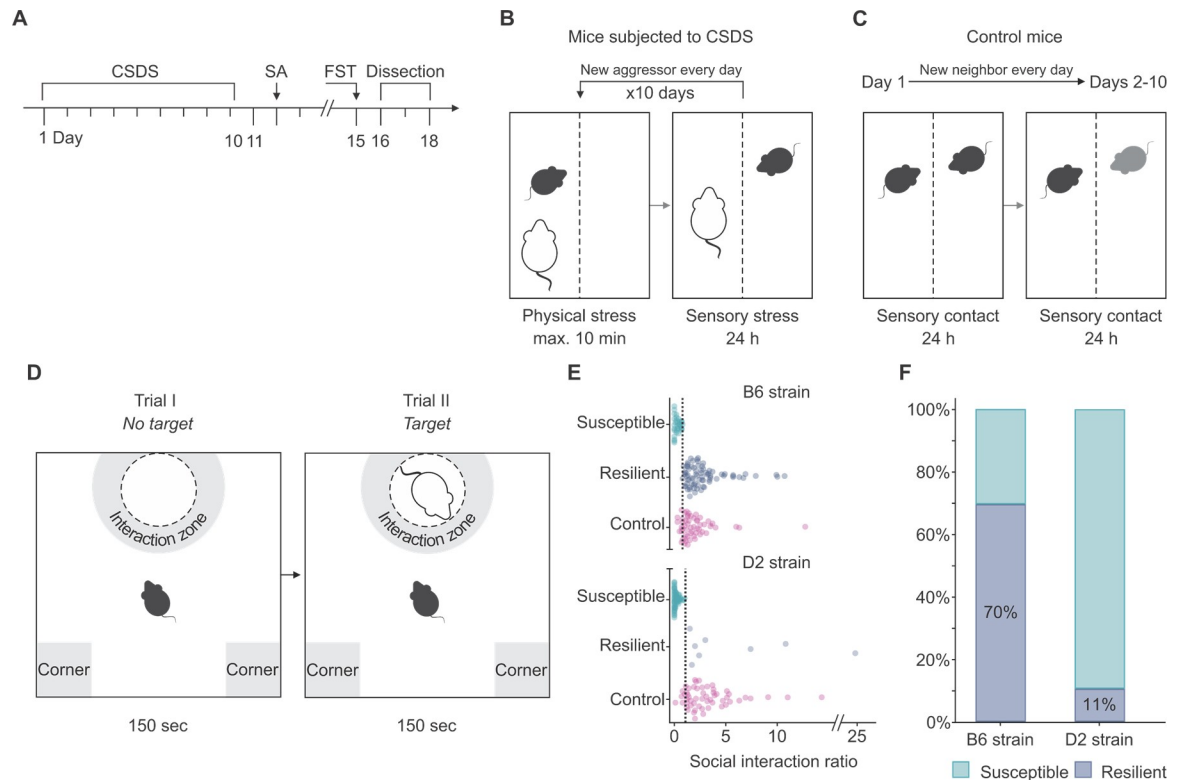 A
CSDS
SA
FST
Dissection
1 Day
10 11
15 16
18
B
Mice subjected to CSDS
New aggressor every day
x10 days
Physical stress
max. 10 min
Sensory stress
24 h
C
Control mice
Day 1
New neighbor every day
Days 2-10
Sensory contact
24 h
Sensory contact
24 h
D
Trial I
No target
Interaction zone
Corner
Corner
150 sec
Trial II
Target
Interaction zone
Corner
Corner
150 sec
E
B6 strain
Susceptible
Resilient
Control
D2 strain
Susceptible
Resilient
Control
0 5 10 25
Social interaction ratio
F
100%
80%
60%
40%
20%
0%
70%
11%
B6 strain D2 strain
Susceptible Resilient